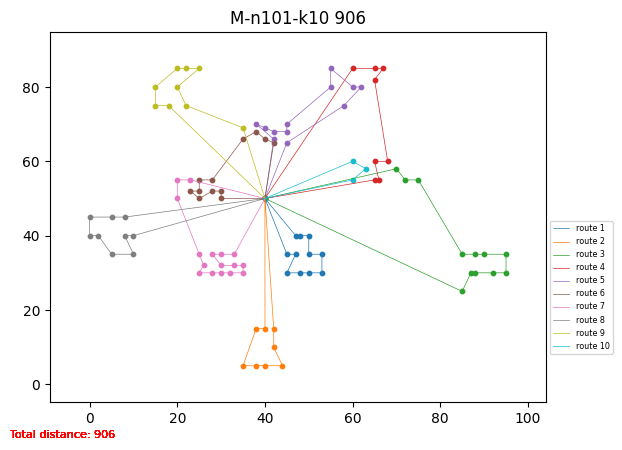 M-n101-k10 906
80
60
40
20
0
0 20 40 60 80 100
route 1
route 2
route 3
route 4
route 5
route 6
route 7
route 8
route 9
route 10
Total distance: 906